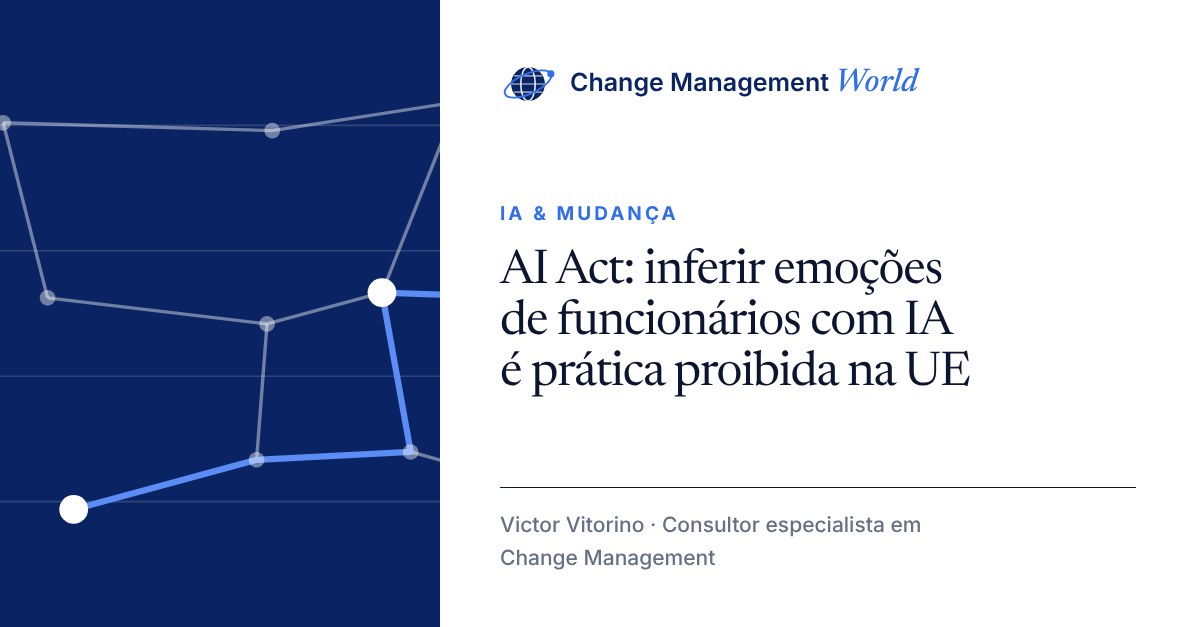 Change Management World
IA & MUDANÇA
AI Act: inferir emoções
de funcionários com IA
é prática proibida na UE
Victor Vitorino · Consultor especialista em
Change Management